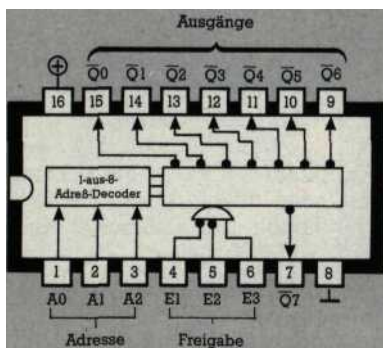 Ausgänge
Q̅0 Q̅1 Q̅2 Q̅3 Q̅4 Q̅5 Q̅6
16 15 14 13 12 11 10 9
1-aus-8-
Adreß-Decoder
1 2 3 4 5 6 7 8
A0 A1 A2 E1 E2 E3 Q̅7
Adresse Freigabe